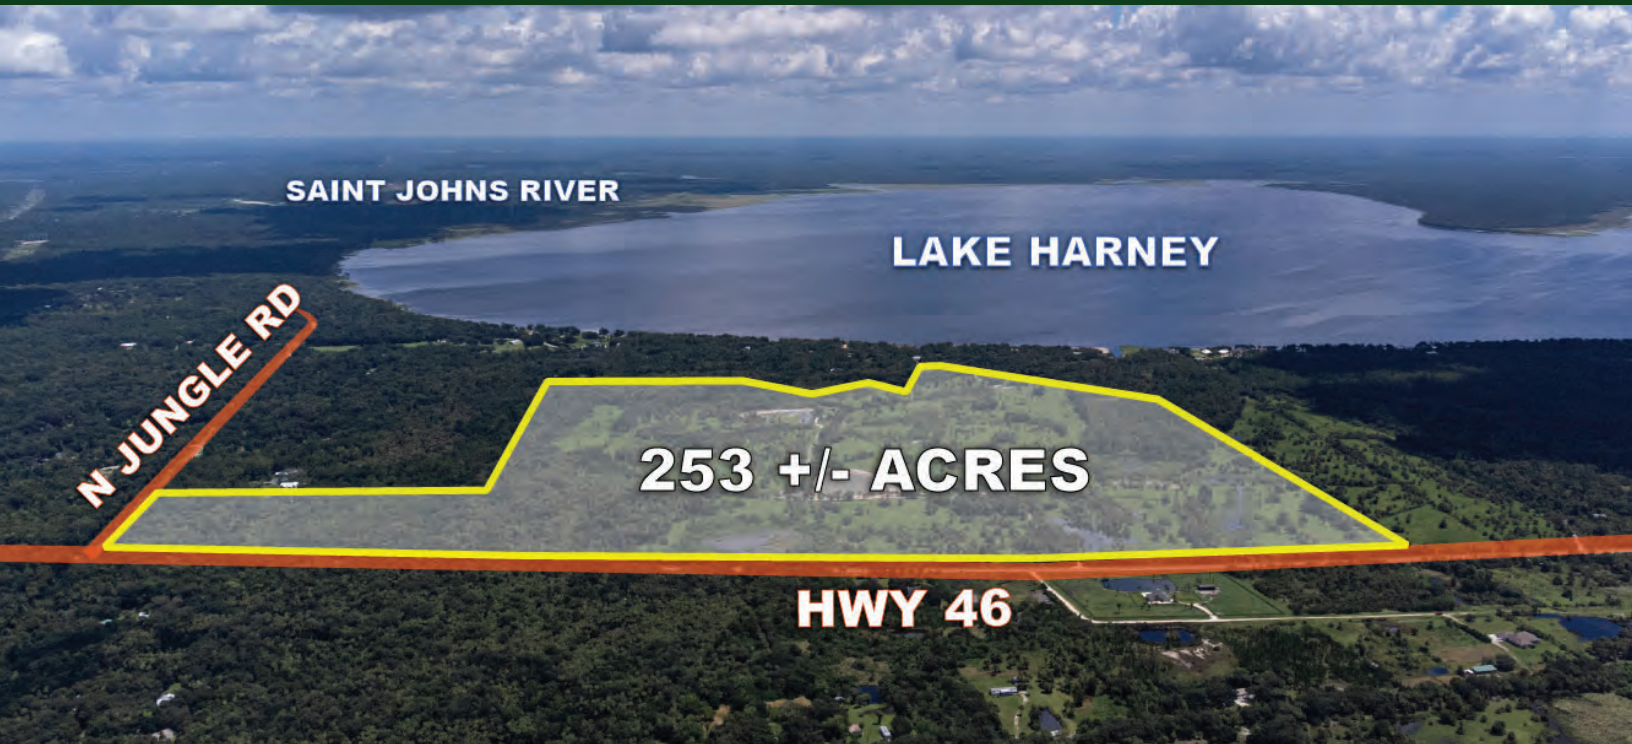 SAINT JOHNS RIVER
LAKE HARNEY
N JUNGLE RD
253 +/- ACRES
HWY 46